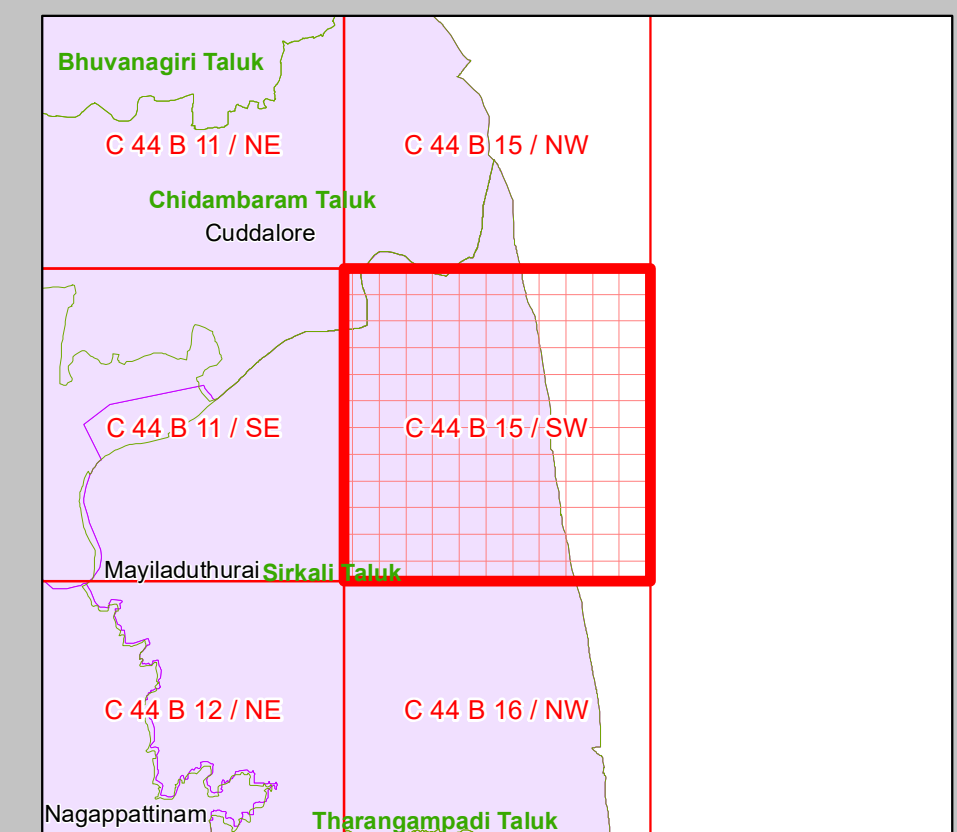 Bhuvanagiri Taluk
C 44 B 11 / NE
C 44 B 15 / NW
Chidambaram Taluk
Cuddalore
C 44 B 11 / SE
C 44 B 15 / SW
Mayiladuthurai
Sirkali Taluk
C 44 B 12 / NE
C 44 B 16 / NW
Nagappattinam
Tharangampadi Taluk